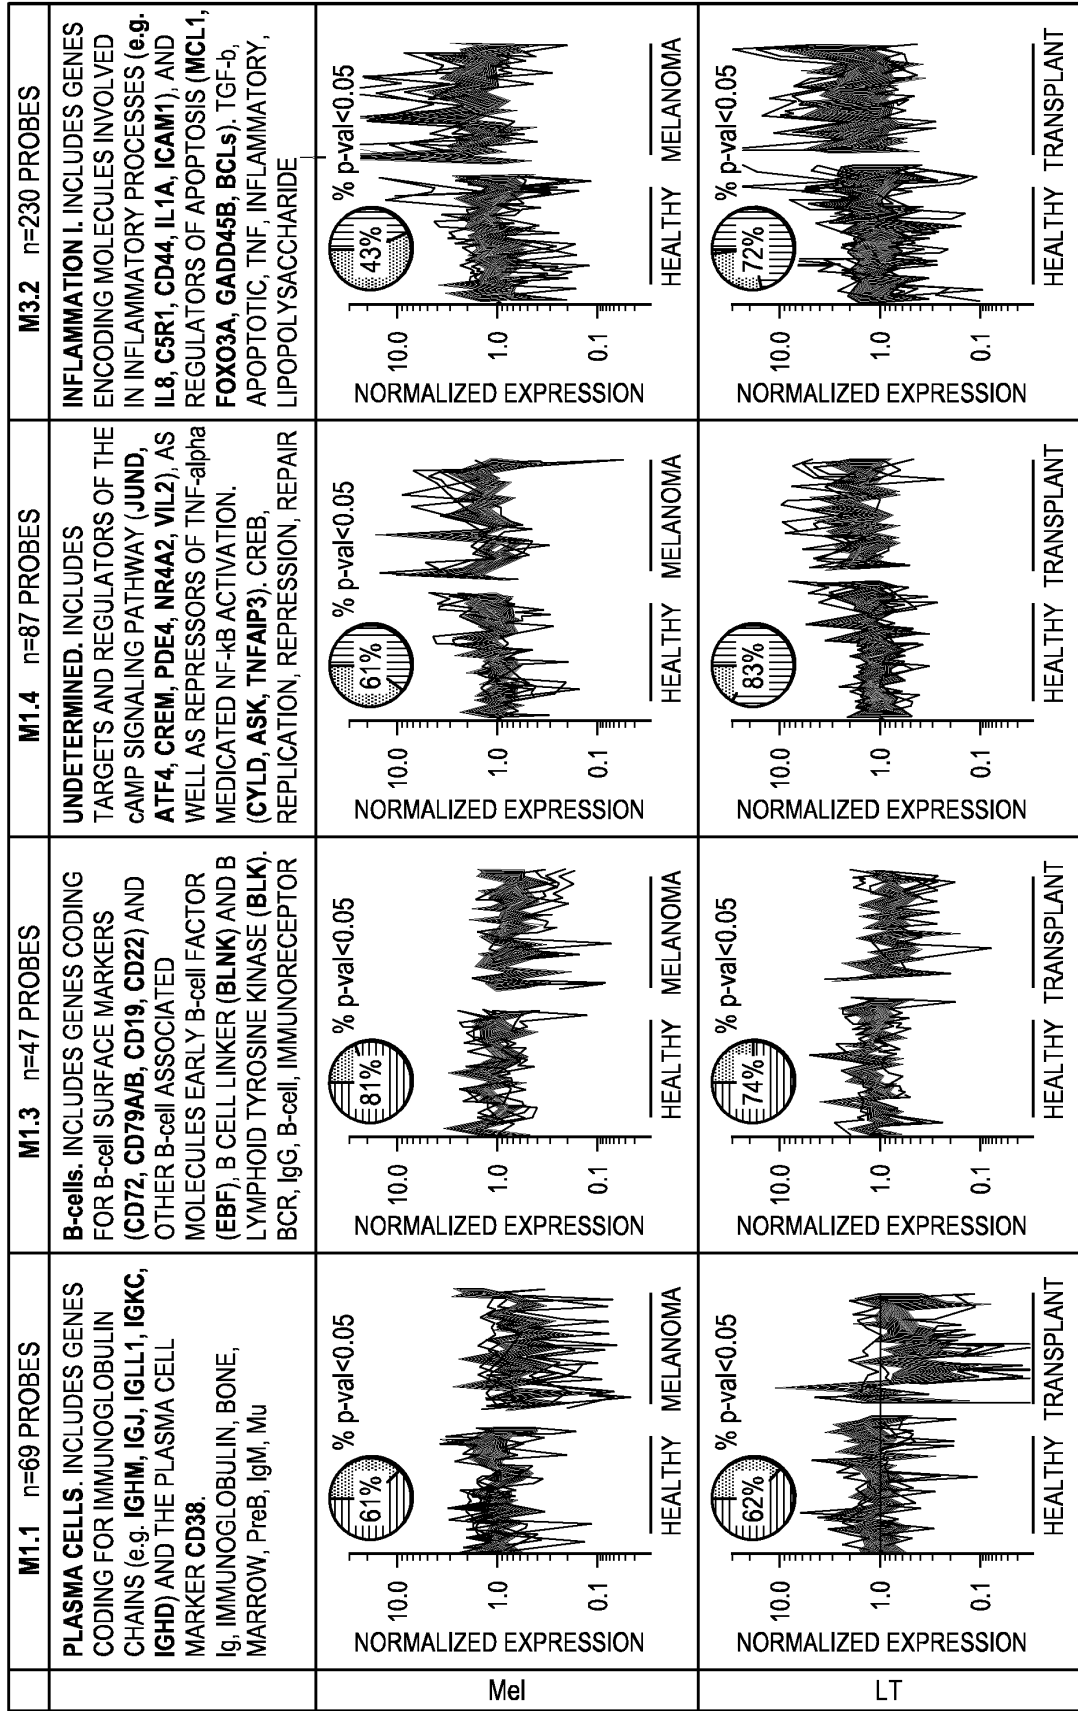 M1.1 n=69 PROBES
PLASMA CELLS. INCLUDES GENES
CODING FOR IMMUNOGLOBULIN
CHAINS (e.g. IGHM, IGJ, IGLL1, IGKC,
IGHD) AND THE PLASMA CELL
MARKER CD38.
Ig, IMMUNOGLOBULIN, BONE,
MARROW, PreB, IgM, Mu
M1.3 n=47 PROBES
B-cells. INCLUDES GENES CODING
FOR B-cell SURFACE MARKERS
(CD72, CD79A/B, CD19, CD22) AND
OTHER B-cell ASSOCIATED
MOLECULES EARLY B-cell FACTOR
(EBF), B CELL LINKER (BLNK) AND B
LYMPHOID TYROSINE KINASE (BLK).
BCR, IgG, B-cell, IMMUNORECEPTOR
M1.4 n=87 PROBES
UNDETERMINED. INCLUDES
TARGETS AND REGULATORS OF THE
cAMP SIGNALING PATHWAY (JUND,
ATF4, CREM, PDE4, NR4A2, VIL2), AS
WELL AS REPRESSORS OF TNF-alpha
MEDICATED NF-κB ACTIVATION.
(CYLD, ASK, TNFAIP3). CREB,
REPLICATION, REPRESSION, REPAIR
M3.2 n=230 PROBES
INFLAMMATION I. INCLUDES GENES
ENCODING MOLECULES INVOLVED
IN INFLAMMATORY PROCESSES (e.g.
IL8, C5R1, CD44, IL1A, ICAM1), AND
REGULATORS OF APOPTOSIS (MCL1,
FOXO3A, GADD45B, BCLs). TGF-b,
APOPTOTIC, TNF, INFLAMMATORY,
LIPOPOLYSACCHARIDE
Mel
NORMALIZED EXPRESSION
10.0
1.0
0.1
61%
% p-val<0.05
HEALTHY MELANOMA
NORMALIZED EXPRESSION
10.0
1.0
0.1
81%
% p-val<0.05
HEALTHY MELANOMA
NORMALIZED EXPRESSION
10.0
1.0
0.1
61%
% p-val<0.05
HEALTHY MELANOMA
NORMALIZED EXPRESSION
10.0
1.0
0.1
43%
% p-val<0.05
HEALTHY MELANOMA
LT
NORMALIZED EXPRESSION
10.0
1.0
0.1
62%
% p-val<0.05
HEALTHY TRANSPLANT
NORMALIZED EXPRESSION
10.0
1.0
0.1
74%
% p-val<0.05
HEALTHY TRANSPLANT
NORMALIZED EXPRESSION
10.0
1.0
0.1
83%
HEALTHY TRANSPLANT
NORMALIZED EXPRESSION
10.0
1.0
0.1
72%
% p-val<0.05
HEALTHY TRANSPLANT